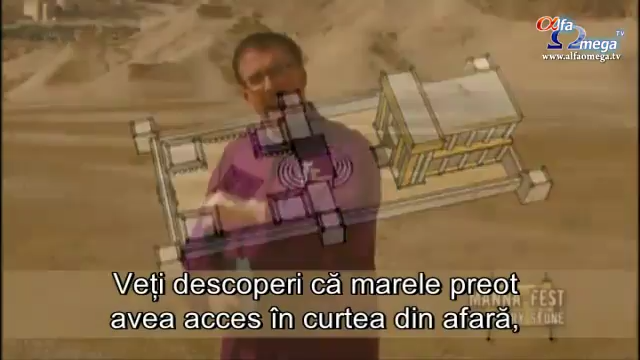 alfa
omega TV
www.alfaomega.tv
Veți descoperi că marele preot
MANNA-FEST
avea acces în curtea din afară,